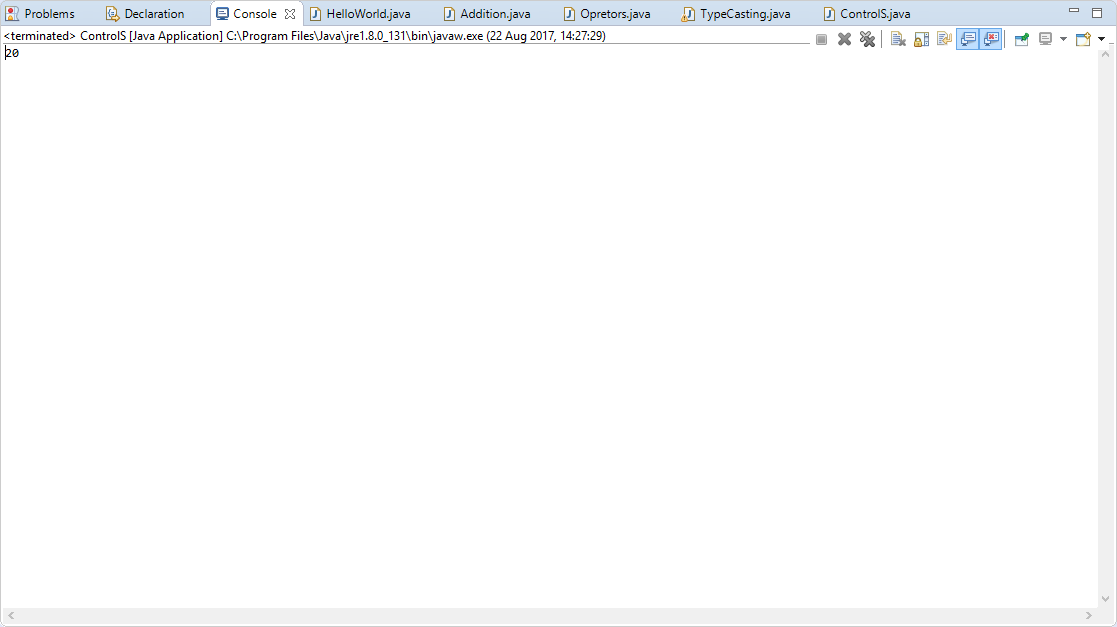 Problems Declaration Console HelloWorld.java Addition.java Opretors.java TypeCasting.java ControlS.java
<terminated> ControlS [Java Application] C:\Program Files\Java\jre1.8.0_131\bin\javaw.exe (22 Aug 2017, 14:27:29)
20